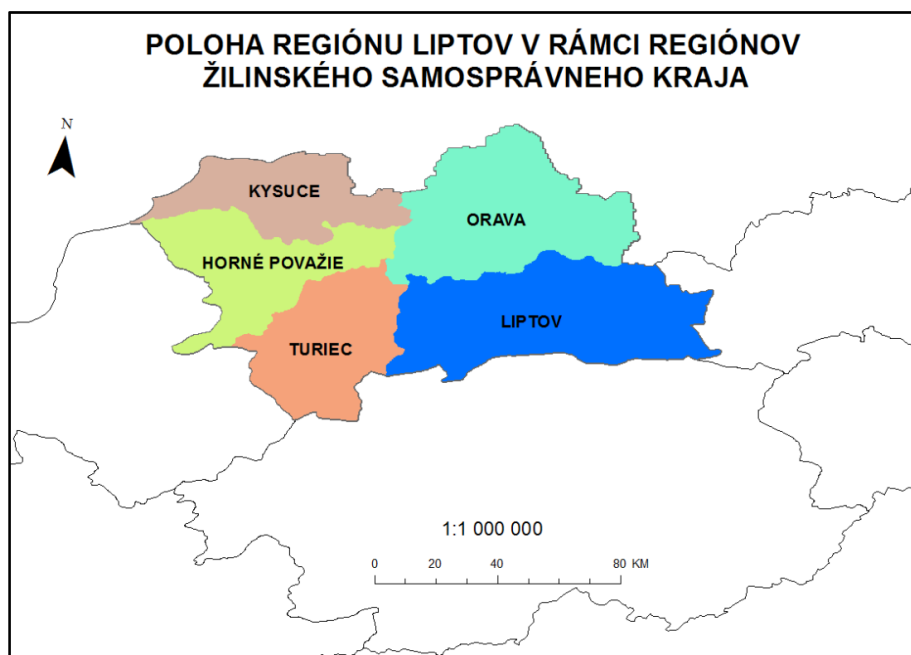 POLOHA REGIÓNU LIPTOV V RÁMCI REGIÓNOV
ŽILINSKÉHO SAMOSPRÁVNEHO KRAJA
N
KYSUCE
ORAVA
HORNÉ POVAŽIE
LIPTOV
TURIEC
1:1 000 000
0 20 40 60 80 KM